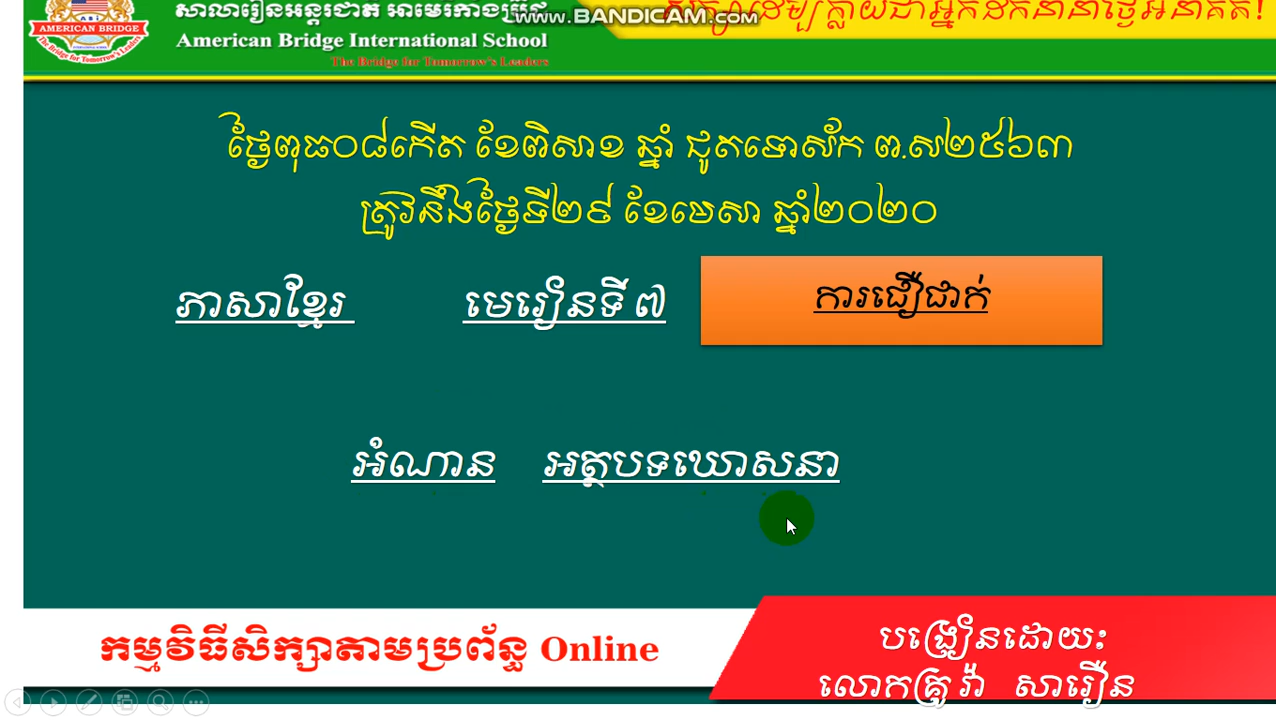 សាលារៀនអន្តរជាតិ អាមេរិកាំងប្រ៊ីជ
American Bridge International School
The Bridge for Tomorrow's Leaders
www.BANDICAM.com
AMERICAN BRIDGE
ថ្ងៃពុធ០៨កើត ខែពិសាខ ឆ្នាំ ជូតទោស័ក ព.ស២៥៦៣
ត្រូវនឹងថ្ងៃទី២៩ ខែមេសា ឆ្នាំ២០២០
ភាសាខ្មែរ មេរៀនទី ៧ ការជឿជាក់
អំណាន អត្ថបទឃោសនា
កម្មវិធីសិក្សាតាមប្រព័ន្ធ Online
បង្រៀនដោយ:
លោកគ្រូ វ៉ា សារឿន